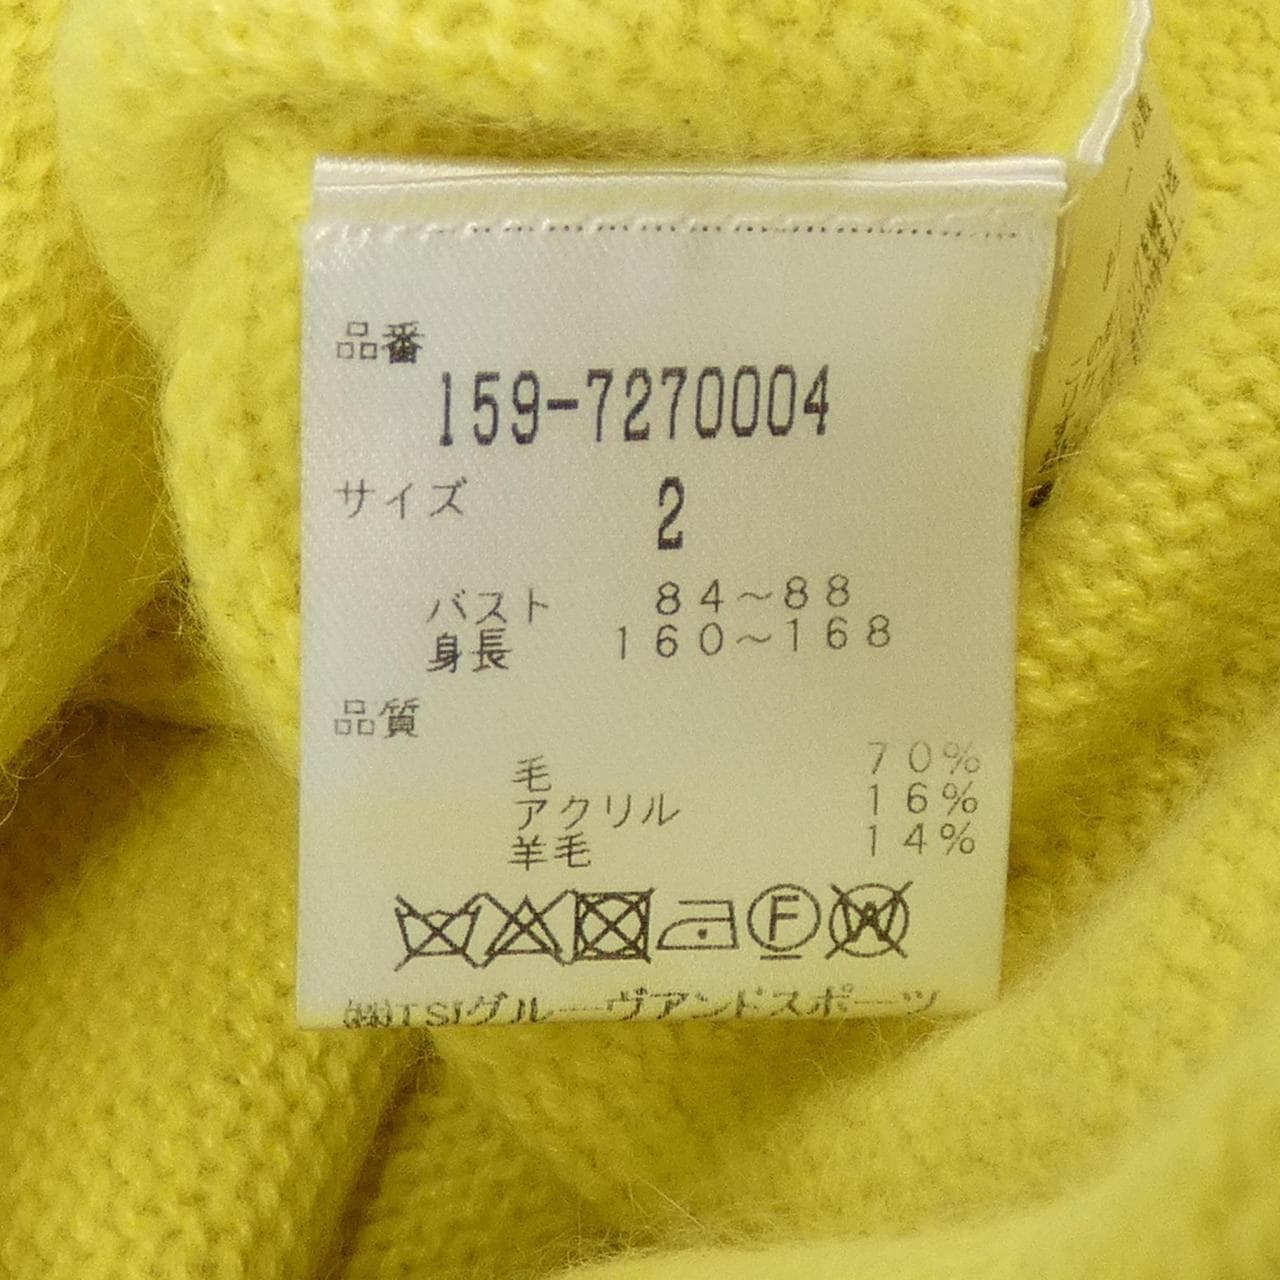 品番
159-7270004
サイズ 2
バスト 84～88
身長 160～168
品質
毛 70%
アクリル 16%
羊毛 14%
F W
㈱TSIグルーヴアンドスポーツ